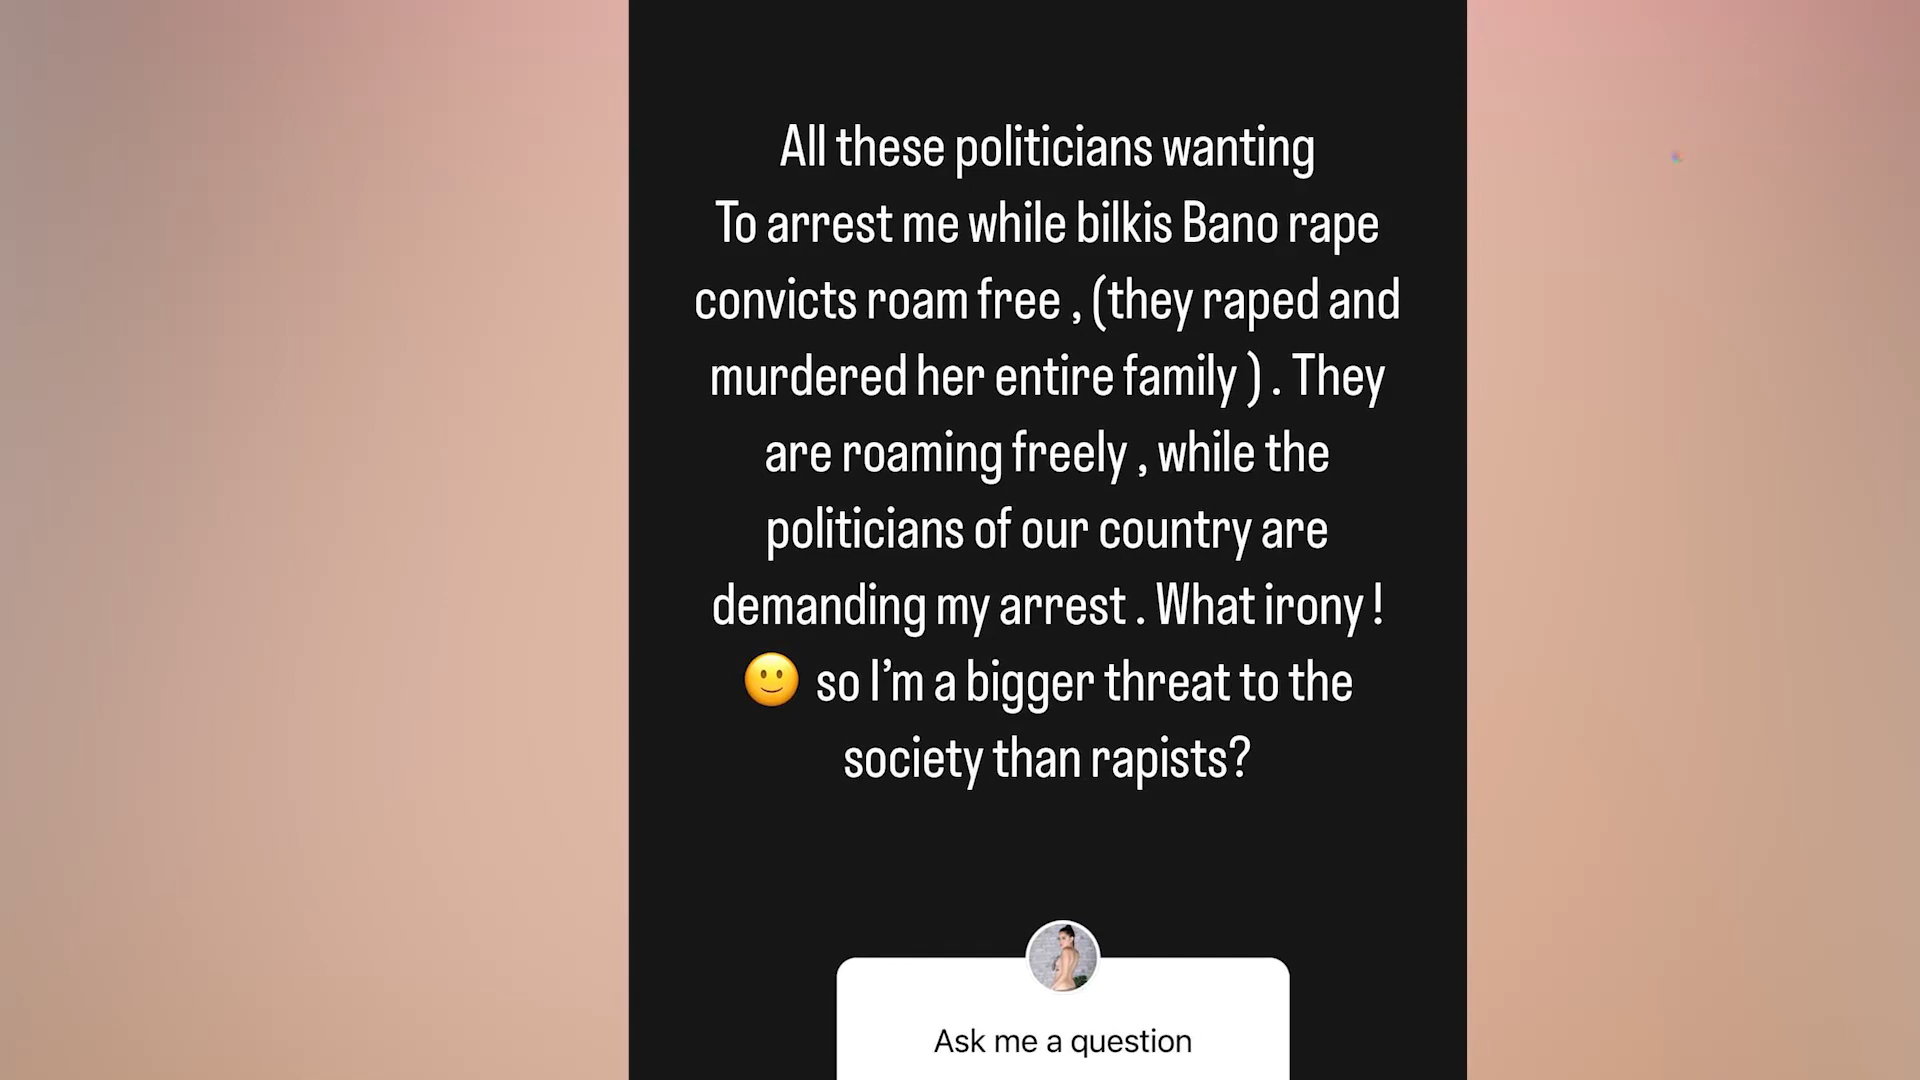 All these politicians wanting
To arrest me while bilkis Bano rape
convicts roam free , (they raped and
murdered her entire family ) . They
are roaming freely , while the
politicians of our country are
demanding my arrest . What irony !
🙂 so I’m a bigger threat to the
society than rapists?
Ask me a question